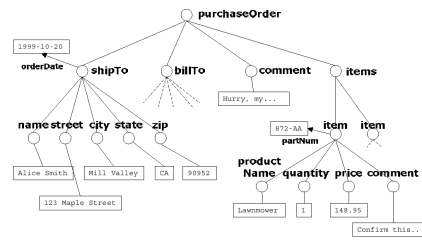 purchaseOrder
1999-10-20
orderDate
shipTo
billTo
comment
items
Hurry, my...
name street city state zip
872-AA
partNum
item
item
Alice Smith
Mill Valley
CA
90952
123 Maple Street
product
Name quantity price comment
Lawnmower
1
148.95
Confirm this...